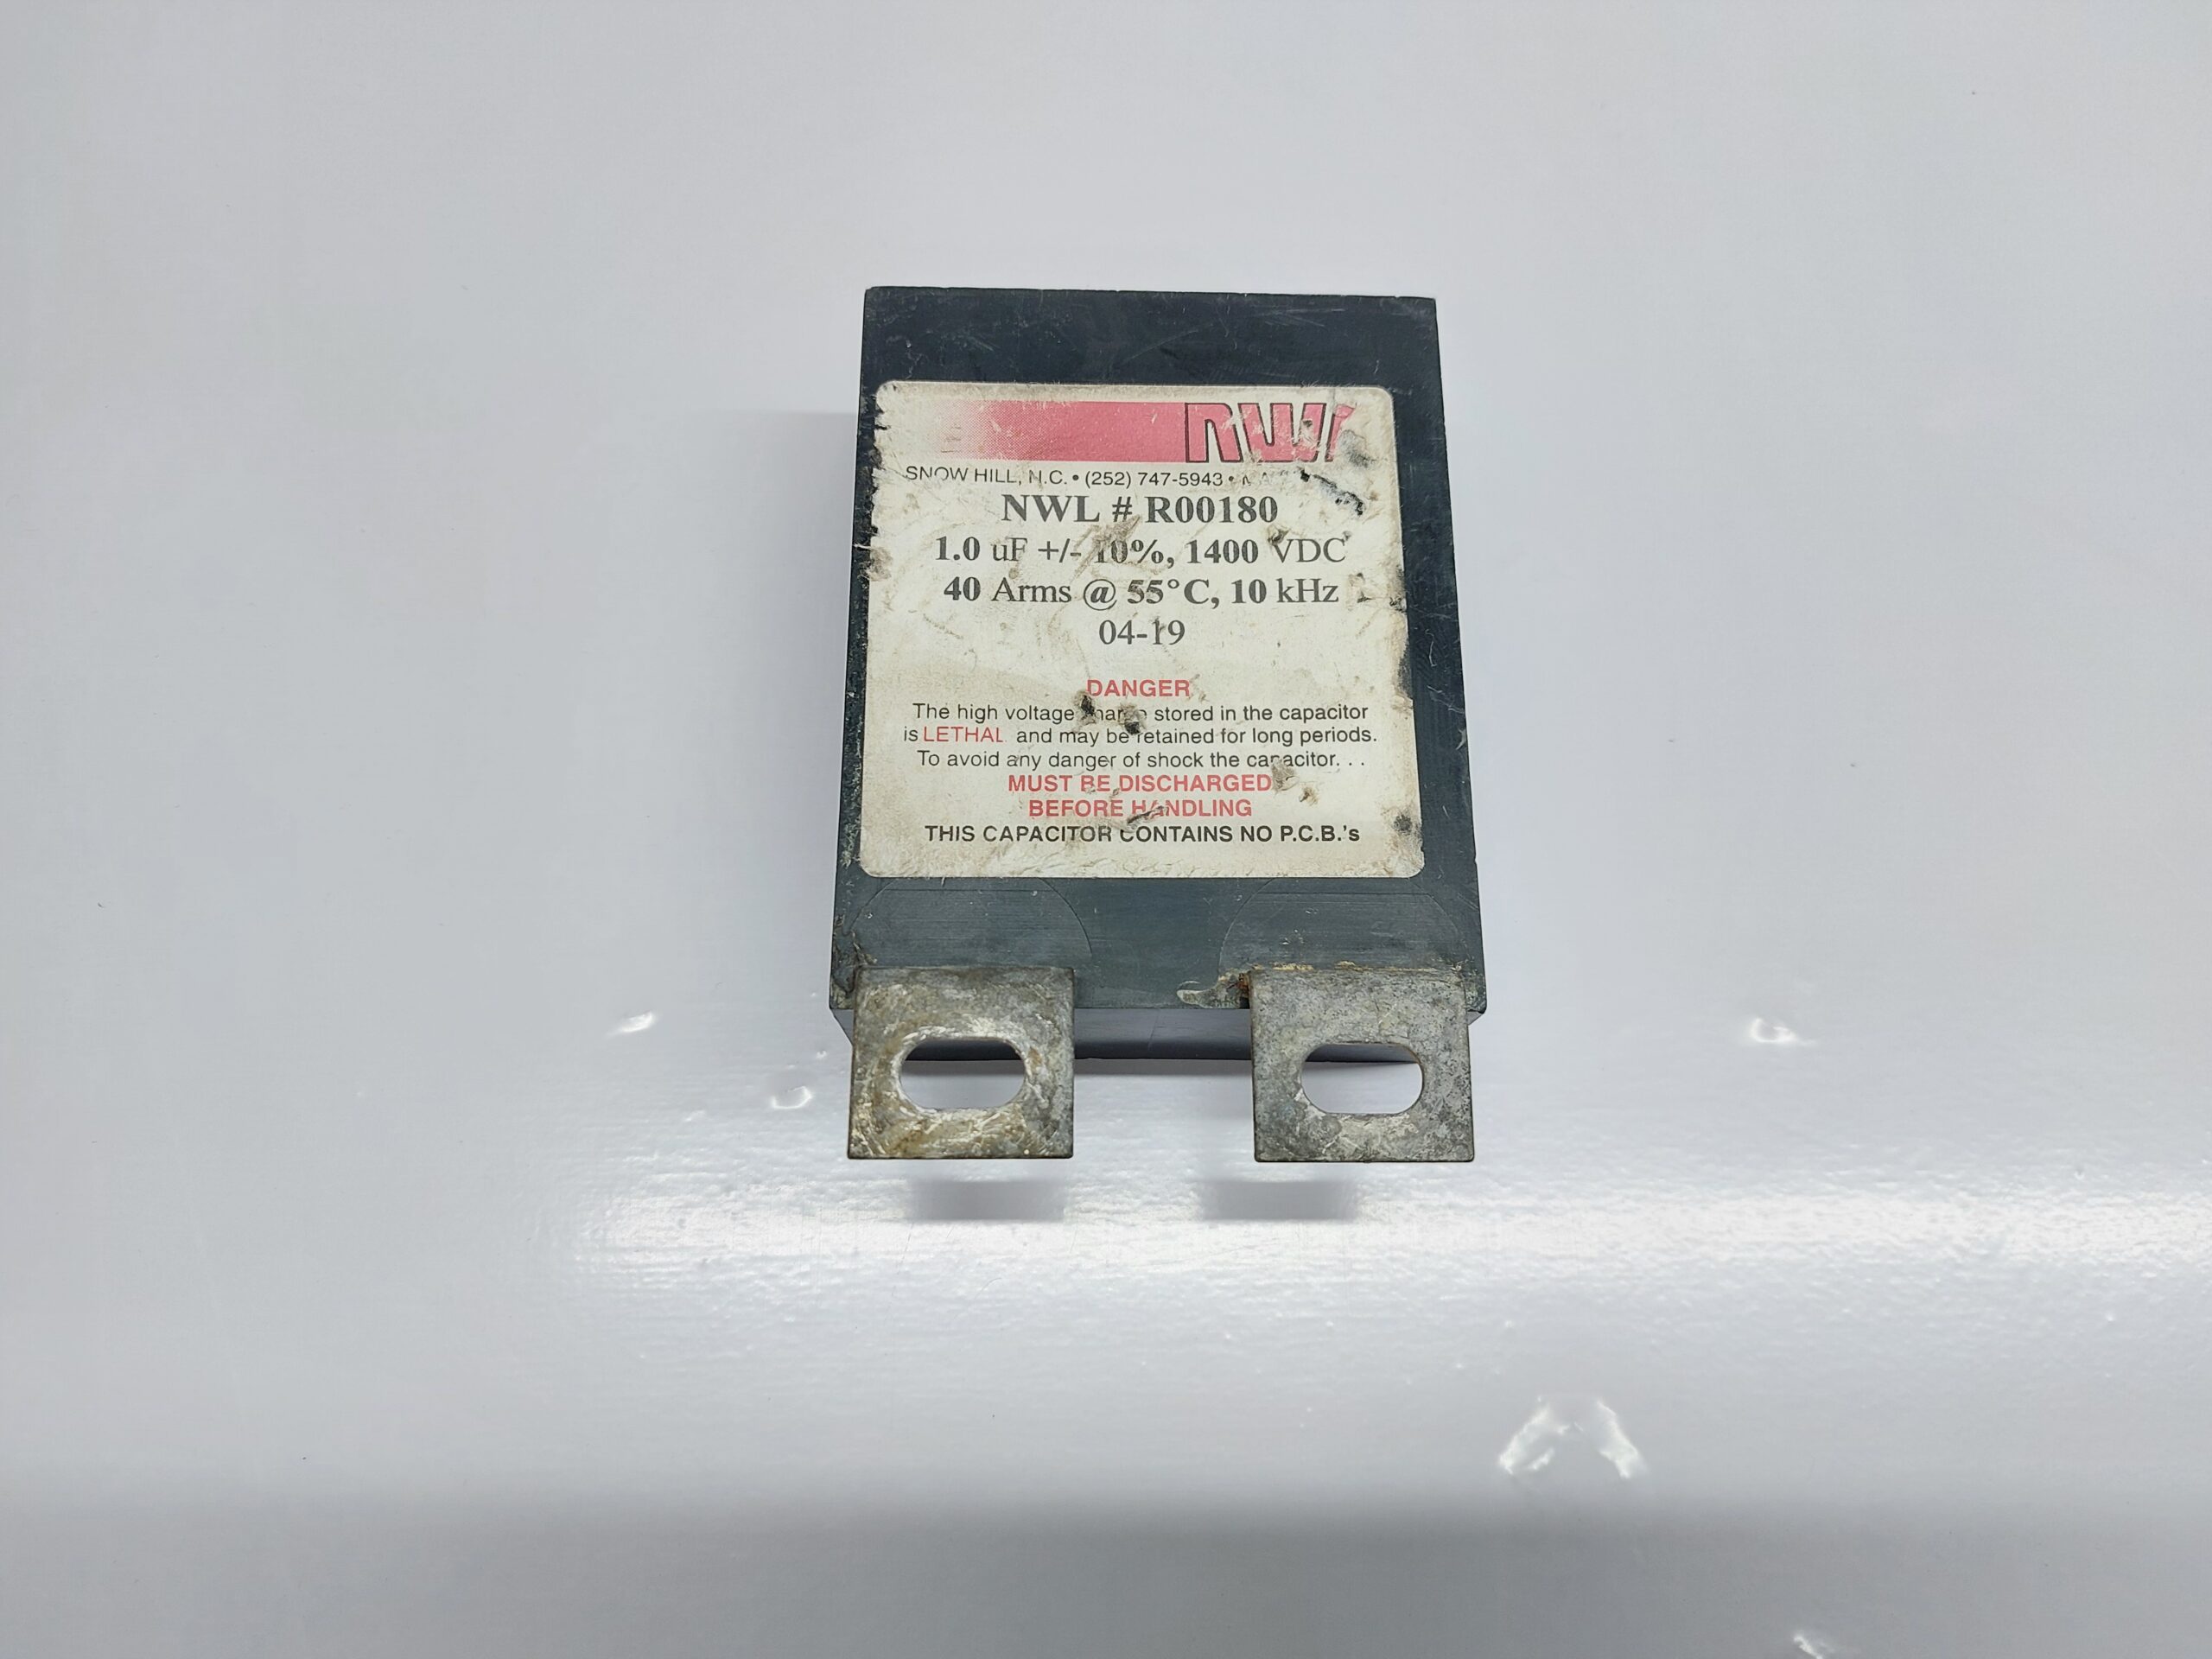 NWL
SNOW HILL, N.C. • (252) 747-5943 •
NWL # R00180
1.0 uF +/- 10%, 1400 VDC
40 Arms @ 55°C, 10 kHz
04-19
DANGER
The high voltage charge stored in the capacitor
is LETHAL and may be retained for long periods.
To avoid any danger of shock the capacitor. . .
MUST BE DISCHARGED
BEFORE HANDLING
THIS CAPACITOR CONTAINS NO P.C.B.'s